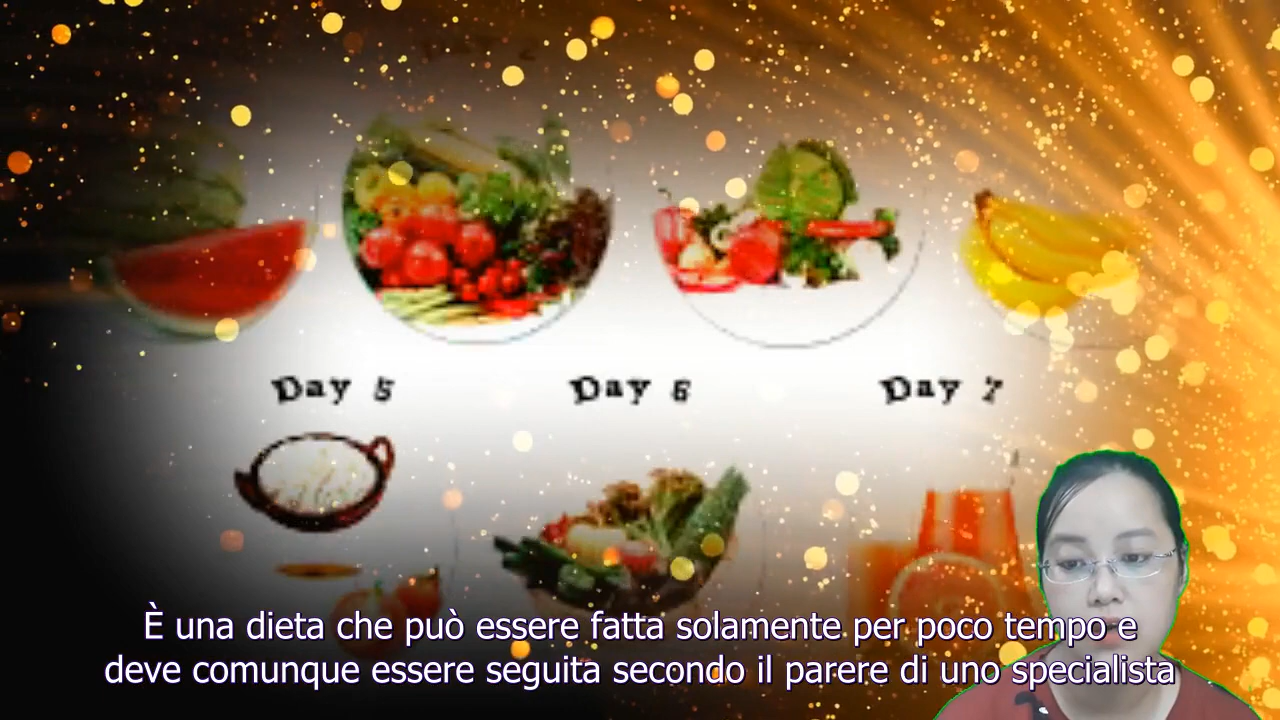 Day 5 Day 6 Day 7
È una dieta che può essere fatta solamente per poco tempo e
deve comunque essere seguita secondo il parere di uno specialista